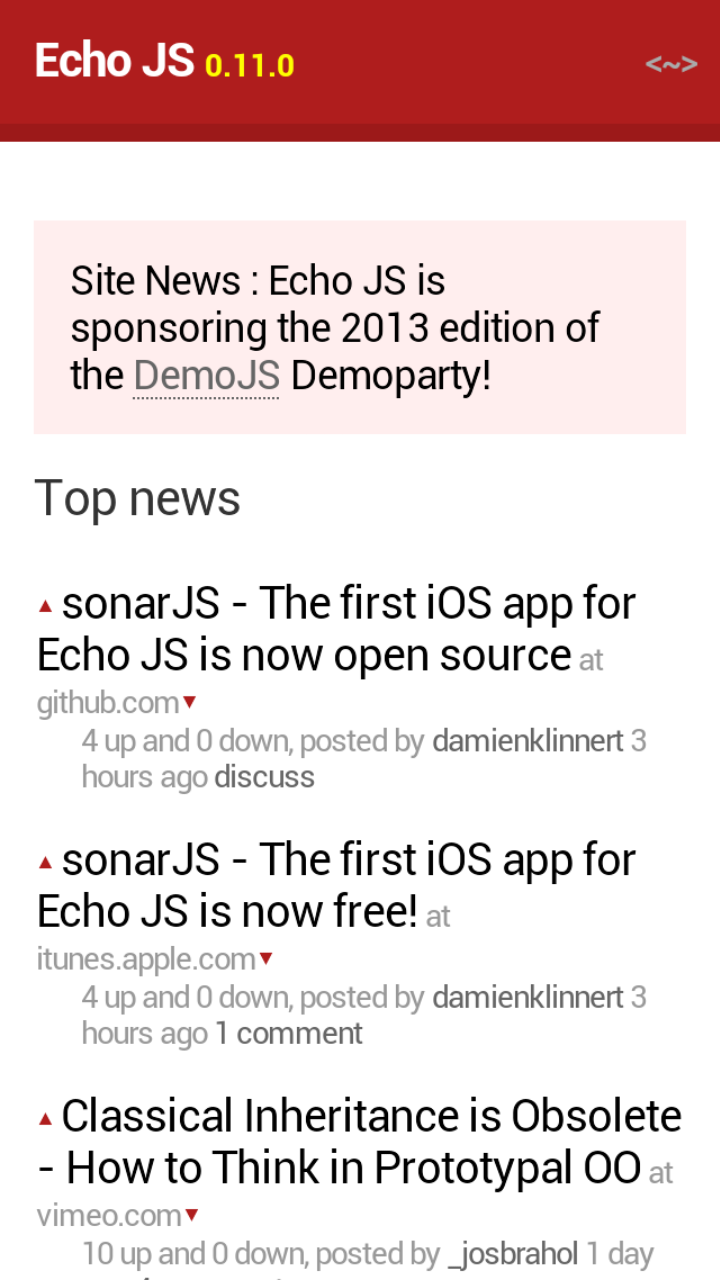 Echo JS 0.11.0 <~>
Site News : Echo JS is
sponsoring the 2013 edition of
the DemoJS Demoparty!
Top news
▲ sonarJS - The first iOS app for
Echo JS is now open source at
github.com▼
4 up and 0 down, posted by damienklinnert 3
hours ago discuss
▲ sonarJS - The first iOS app for
Echo JS is now free! at
itunes.apple.com▼
4 up and 0 down, posted by damienklinnert 3
hours ago 1 comment
▲ Classical Inheritance is Obsolete
- How to Think in Prototypal OO at
vimeo.com▼
10 up and 0 down, posted by _josbrahol 1 day